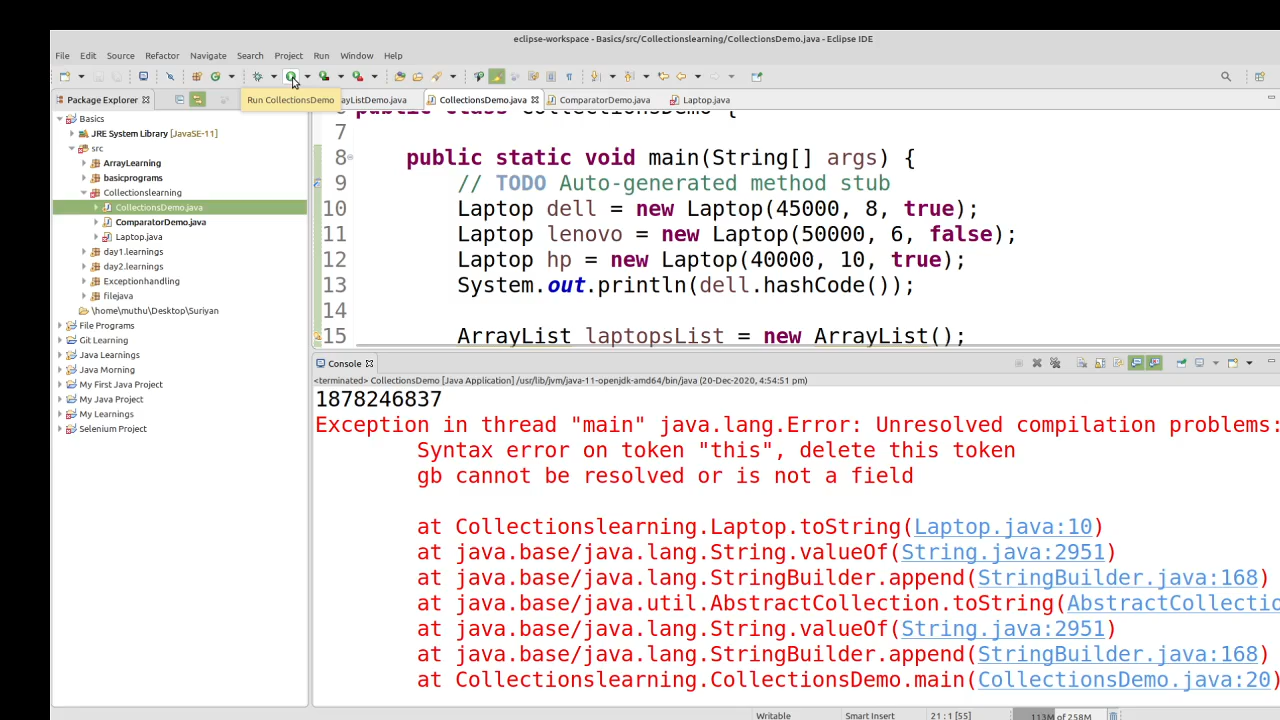 eclipse-workspace - Basics/src/Collectionslearning/CollectionsDemo.java - Eclipse IDE
File Edit Source Refactor Navigate Search Project Run Window Help
Package Explorer
Run CollectionsDemo
ayListDemo.java
CollectionsDemo.java
ComparatorDemo.java
Laptop.java
Basics
JRE System Library [JavaSE-11]
src
ArrayLearning
basicprograms
Collectionslearning
CollectionsDemo.java
ComparatorDemo.java
Laptop.java
day1.learnings
day2.learnings
Exceptionhandling
filejava
\home\muthu\Desktop\Suriyan
File Programs
Git Learning
Java Learnings
Java Morning
My First Java Project
My Java Project
My Learnings
Selenium Project
6 public class CollectionsDemo {
7
8 public static void main(String[] args) {
9 // TODO Auto-generated method stub
10 Laptop dell = new Laptop(45000, 8, true);
11 Laptop lenovo = new Laptop(50000, 6, false);
12 Laptop hp = new Laptop(40000, 10, true);
13 System.out.println(dell.hashCode());
14
15 ArrayList laptopsList = new ArrayList();
Console
<terminated> CollectionsDemo [Java Application] /usr/lib/jvm/java-11-openjdk-amd64/bin/java (20-Dec-2020, 4:54:51 pm)
1878246837
Exception in thread "main" java.lang.Error: Unresolved compilation problems:
Syntax error on token "this", delete this token
gb cannot be resolved or is not a field
at Collectionslearning.Laptop.toString(Laptop.java:10)
at java.base/java.lang.String.valueOf(String.java:2951)
at java.base/java.lang.StringBuilder.append(StringBuilder.java:168)
at java.base/java.util.AbstractCollection.toString(AbstractCollectio
at java.base/java.lang.String.valueOf(String.java:2951)
at java.base/java.lang.StringBuilder.append(StringBuilder.java:168)
at Collectionslearning.CollectionsDemo.main(CollectionsDemo.java:20)
Writable Smart Insert 21 : 1 [55] 113M of 258M